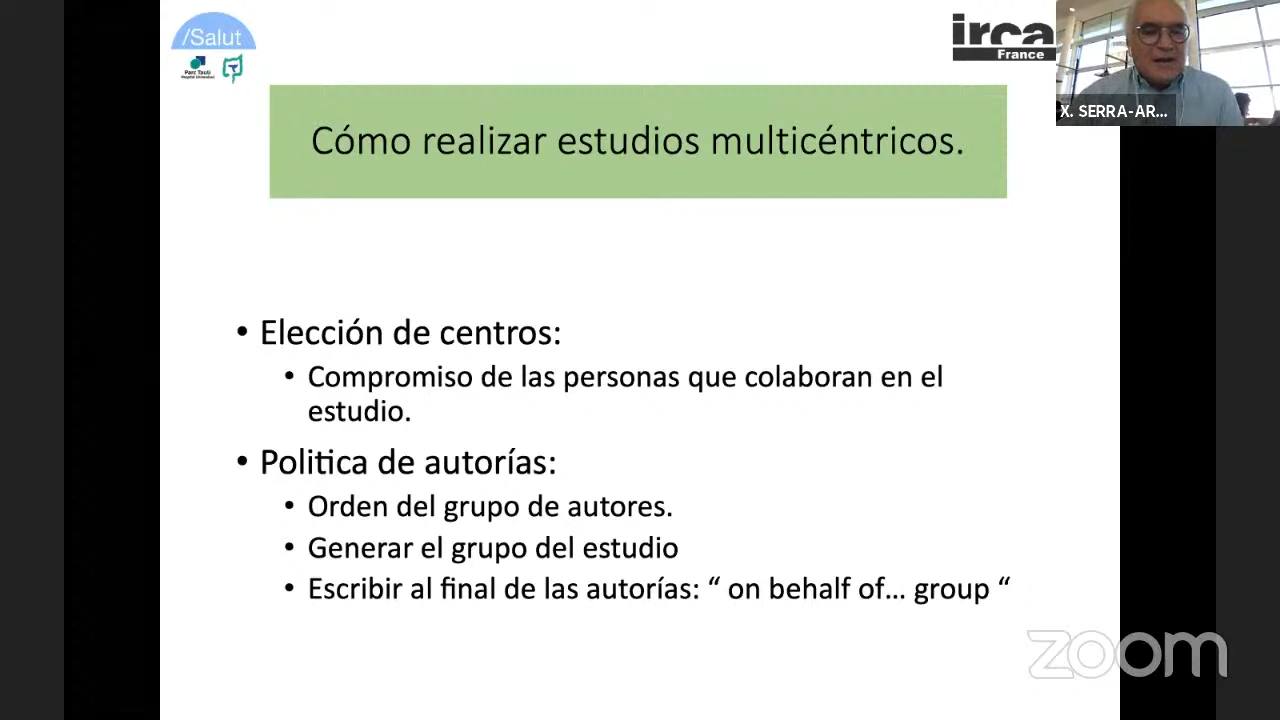 /Salut
Parc Taulí
irca
France
X. SERRA-AR...
Cómo realizar estudios multicéntricos.
• Elección de centros:
• Compromiso de las personas que colaboran en el
estudio.
• Politica de autorías:
• Orden del grupo de autores.
• Generar el grupo del estudio
• Escribir al final de las autorías: “ on behalf of... group “
zoom